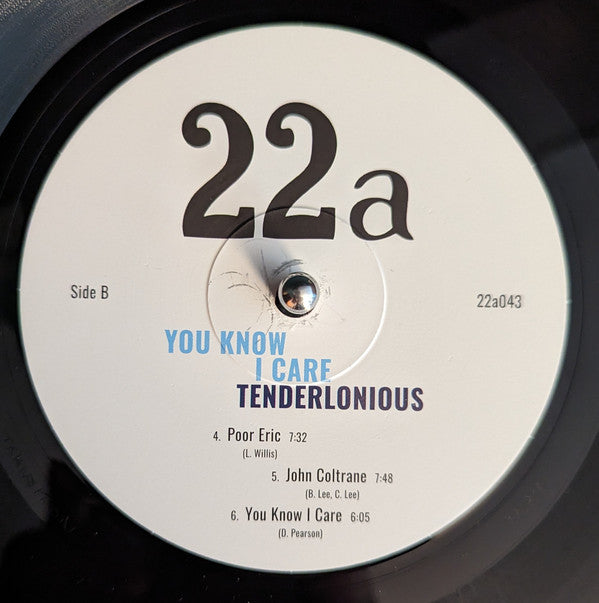 22a
Side B
22a043
YOU KNOW
I CARE
TENDERLONIOUS
4. Poor Eric 7:32
(L. Willis)
5. John Coltrane 7:48
(B. Lee, C. Lee)
6. You Know I Care 6:05
(D. Pearson)